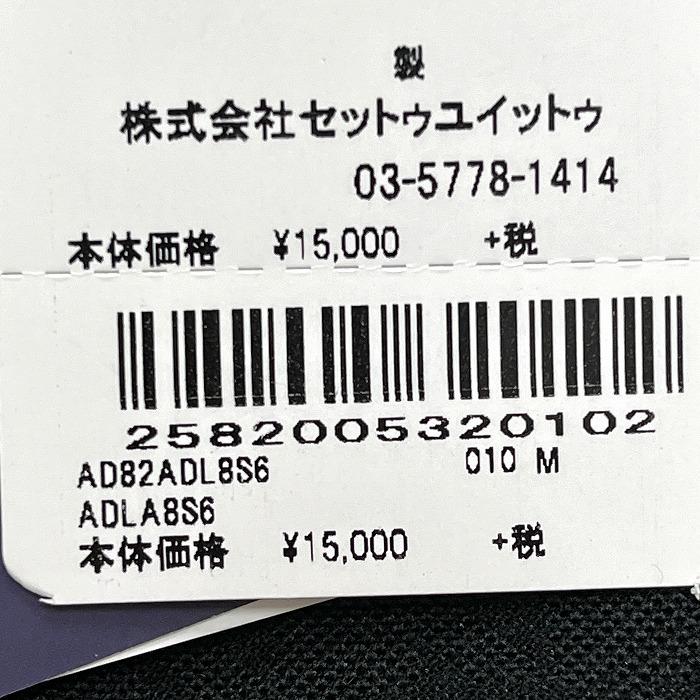 製
株式会社セットゥユイットゥ
03-5778-1414
本体価格 ¥15,000 +税
2582005320102
AD82ADL8S6 010 M
ADLA8S6
本体価格 ¥15,000 +税